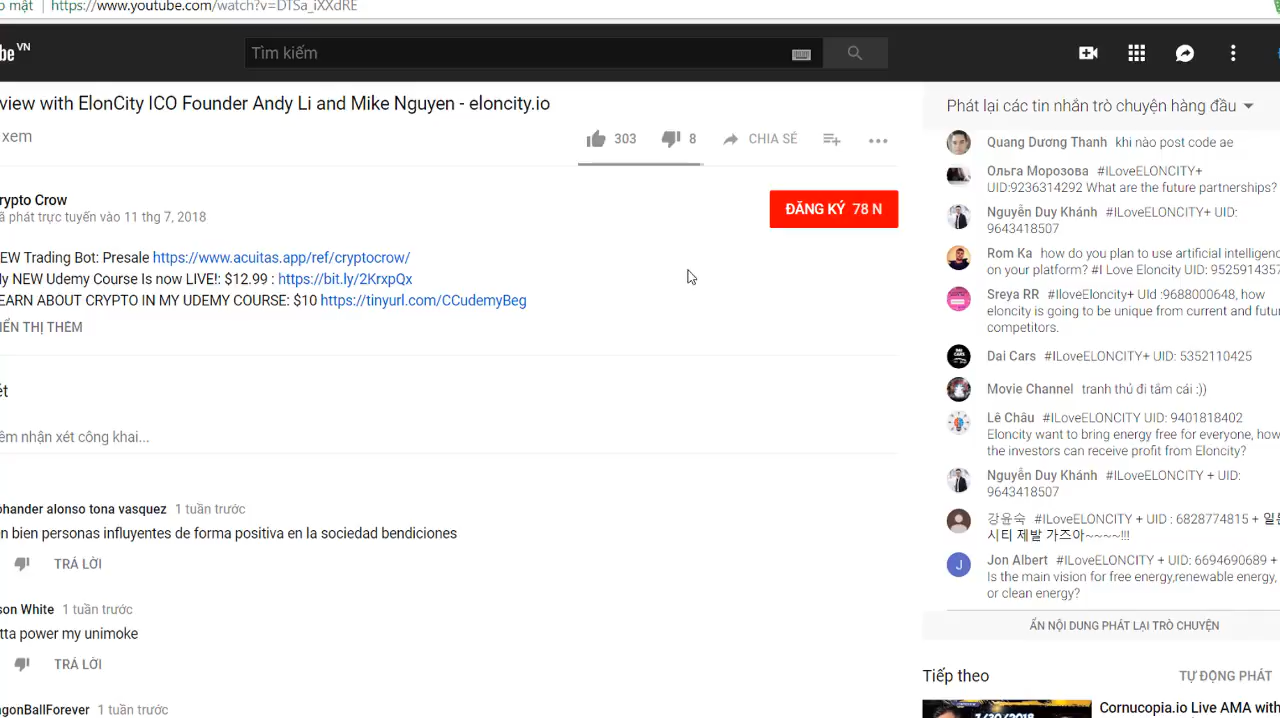 o mật | https://www.youtube.com/watch?v=DTSa_iXXdRE
be VN
Tìm kiếm
view with ElonCity ICO Founder Andy Li and Mike Nguyen - eloncity.io
xem
303
8
CHIA SẺ
rypto Crow
ã phát trực tuyến vào 11 thg 7, 2018
ĐĂNG KÝ 78 N
EW Trading Bot: Presale https://www.acuitas.app/ref/cryptocrow/
y NEW Udemy Course Is now LIVE!: $12.99 : https://bit.ly/2KrxpQx
EARN ABOUT CRYPTO IN MY UDEMY COURSE: $10 https://tinyurl.com/CCudemyBeg
IỂN THỊ THÊM
ét
êm nhận xét công khai...
ohander alonso tona vasquez 1 tuần trước
n bien personas influyentes de forma positiva en la sociedad bendiciones
TRẢ LỜI
son White 1 tuần trước
tta power my unimoke
TRẢ LỜI
agonBallForever 1 tuần trước
Phát lại các tin nhắn trò chuyện hàng đầu
Quang Dương Thanh khi nào post code ae
Ольга Морозова #ILoveELONCITY+
UID:9236314292 What are the future partnerships?
Nguyễn Duy Khánh #ILoveELONCITY+ UID:
9643418507
Rom Ka how do you plan to use artificial intelligenc
on your platform? #I Love Eloncity UID: 952591435
Sreya RR #IloveEloncity+ UID :9688000648, how
eloncity is going to be unique from current and futu
competitors.
Dai Cars #ILoveELONCITY+ UID: 5352110425
Movie Channel tranh thủ đi tắm cái :))
Lê Châu #ILoveELONCITY UID: 9401818402
Eloncity want to bring energy free for everyone, how
the investors can receive profit from Eloncity?
Nguyễn Duy Khánh #ILoveELONCITY + UID:
9643418507
강윤숙 #ILoveELONCITY + UID : 6828774815 + 일론
시티 제발 가즈아~~~~!!!
J
Jon Albert #ILoveELONCITY + UID: 6694690689 +
Is the main vision for free energy,renewable energy,
or clean energy?
ẨN NỘI DUNG PHÁT LẠI TRÒ CHUYỆN
Tiếp theo
TỰ ĐỘNG PHÁT
7/30/2018
Cornucopia.io Live AMA with